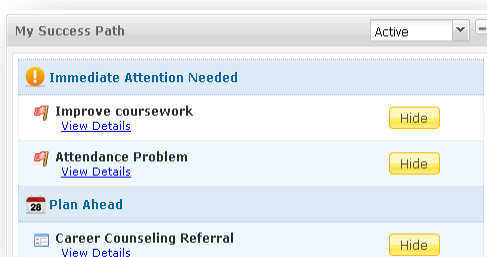 My Success Path
Active
Immediate Attention Needed
Improve coursework
View Details
Hide
Attendance Problem
View Details
Hide
28
Plan Ahead
Career Counseling Referral
View Details
Hide